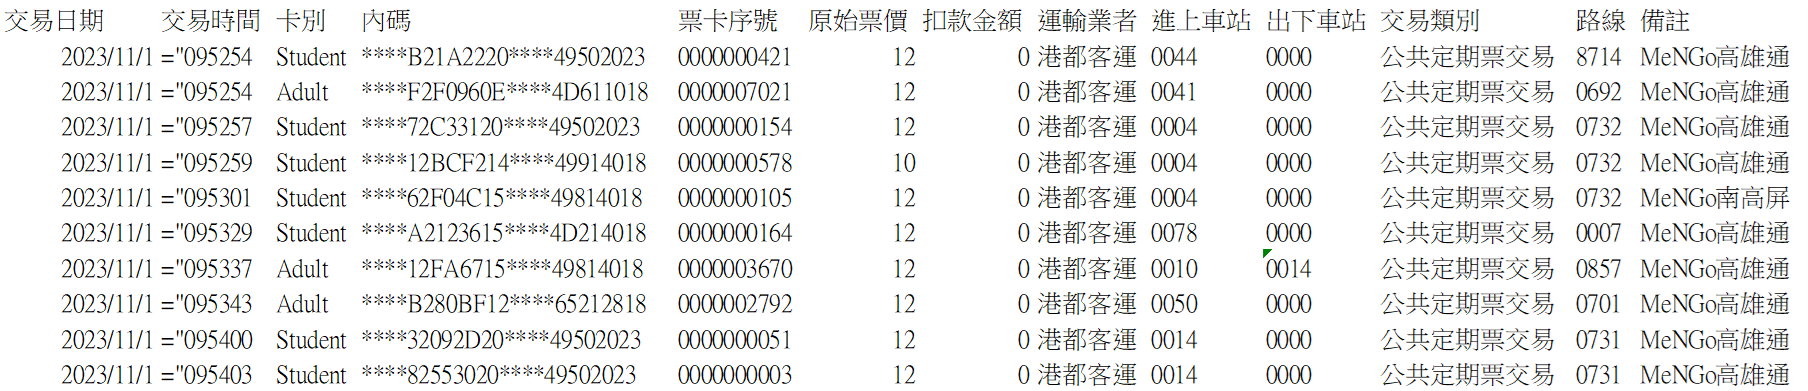 交易日期 交易時間 卡別 內碼 票卡序號 原始票價 扣款金額 運輸業者 進上車站 出下車站 交易類別 路線 備註
2023/11/1 ="095254 Student ****B21A2220****49502023 0000000421 12 0 港都客運 0044 0000 公共定期票交易 8714 MeNGo高雄通
2023/11/1 ="095254 Adult ****F2F0960E****4D611018 0000007021 12 0 港都客運 0041 0000 公共定期票交易 0692 MeNGo高雄通
2023/11/1 ="095257 Student ****72C33120****49502023 0000000154 12 0 港都客運 0004 0000 公共定期票交易 0732 MeNGo高雄通
2023/11/1 ="095259 Student ****12BCF214****49914018 0000000578 10 0 港都客運 0004 0000 公共定期票交易 0732 MeNGo高雄通
2023/11/1 ="095301 Student ****62F04C15****49814018 0000000105 12 0 港都客運 0004 0000 公共定期票交易 0732 MeNGo南高屏
2023/11/1 ="095329 Student ****A2123615****4D214018 0000000164 12 0 港都客運 0078 0000 公共定期票交易 0007 MeNGo高雄通
2023/11/1 ="095337 Adult ****12FA6715****49814018 0000003670 12 0 港都客運 0010 0014 公共定期票交易 0857 MeNGo高雄通
2023/11/1 ="095343 Adult ****B280BF12****65212818 0000002792 12 0 港都客運 0050 0000 公共定期票交易 0701 MeNGo高雄通
2023/11/1 ="095400 Student ****32092D20****49502023 0000000051 12 0 港都客運 0014 0000 公共定期票交易 0731 MeNGo高雄通
2023/11/1 ="095403 Student ****82553020****49502023 0000000003 12 0 港都客運 0014 0000 公共定期票交易 0731 MeNGo高雄通